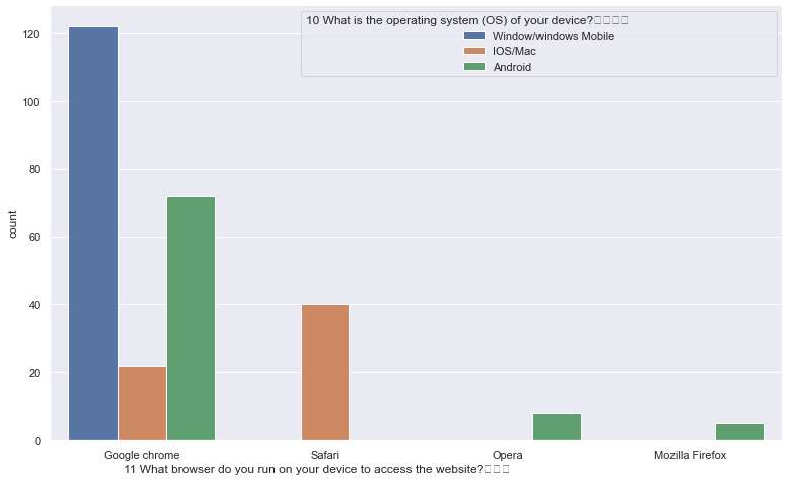 10 What is the operating system (OS) of your device?□□□□
Window/windows Mobile
IOS/Mac
Android
120
100
80
60
40
20
0
count
Google chrome
Safari
Opera
Mozilla Firefox
11 What browser do you run on your device to access the website?□□□